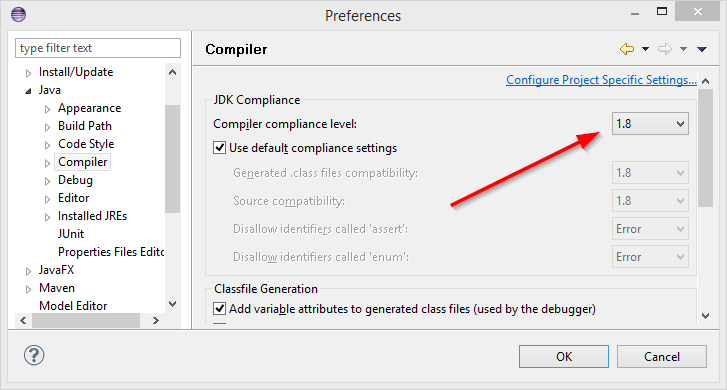 Preferences
type filter text
Install/Update
Java
Appearance
Build Path
Code Style
Compiler
Debug
Editor
Installed JREs
JUnit
Properties Files Edito
JavaFX
Maven
Model Editor
Compiler
Configure Project Specific Settings...
JDK Compliance
Compiler compliance level: 1.8
Use default compliance settings
Generated .class files compatibility: 1.8
Source compatibility: 1.8
Disallow identifiers called 'assert': Error
Disallow identifiers called 'enum': Error
Classfile Generation
Add variable attributes to generated class files (used by the debugger)
? OK Cancel